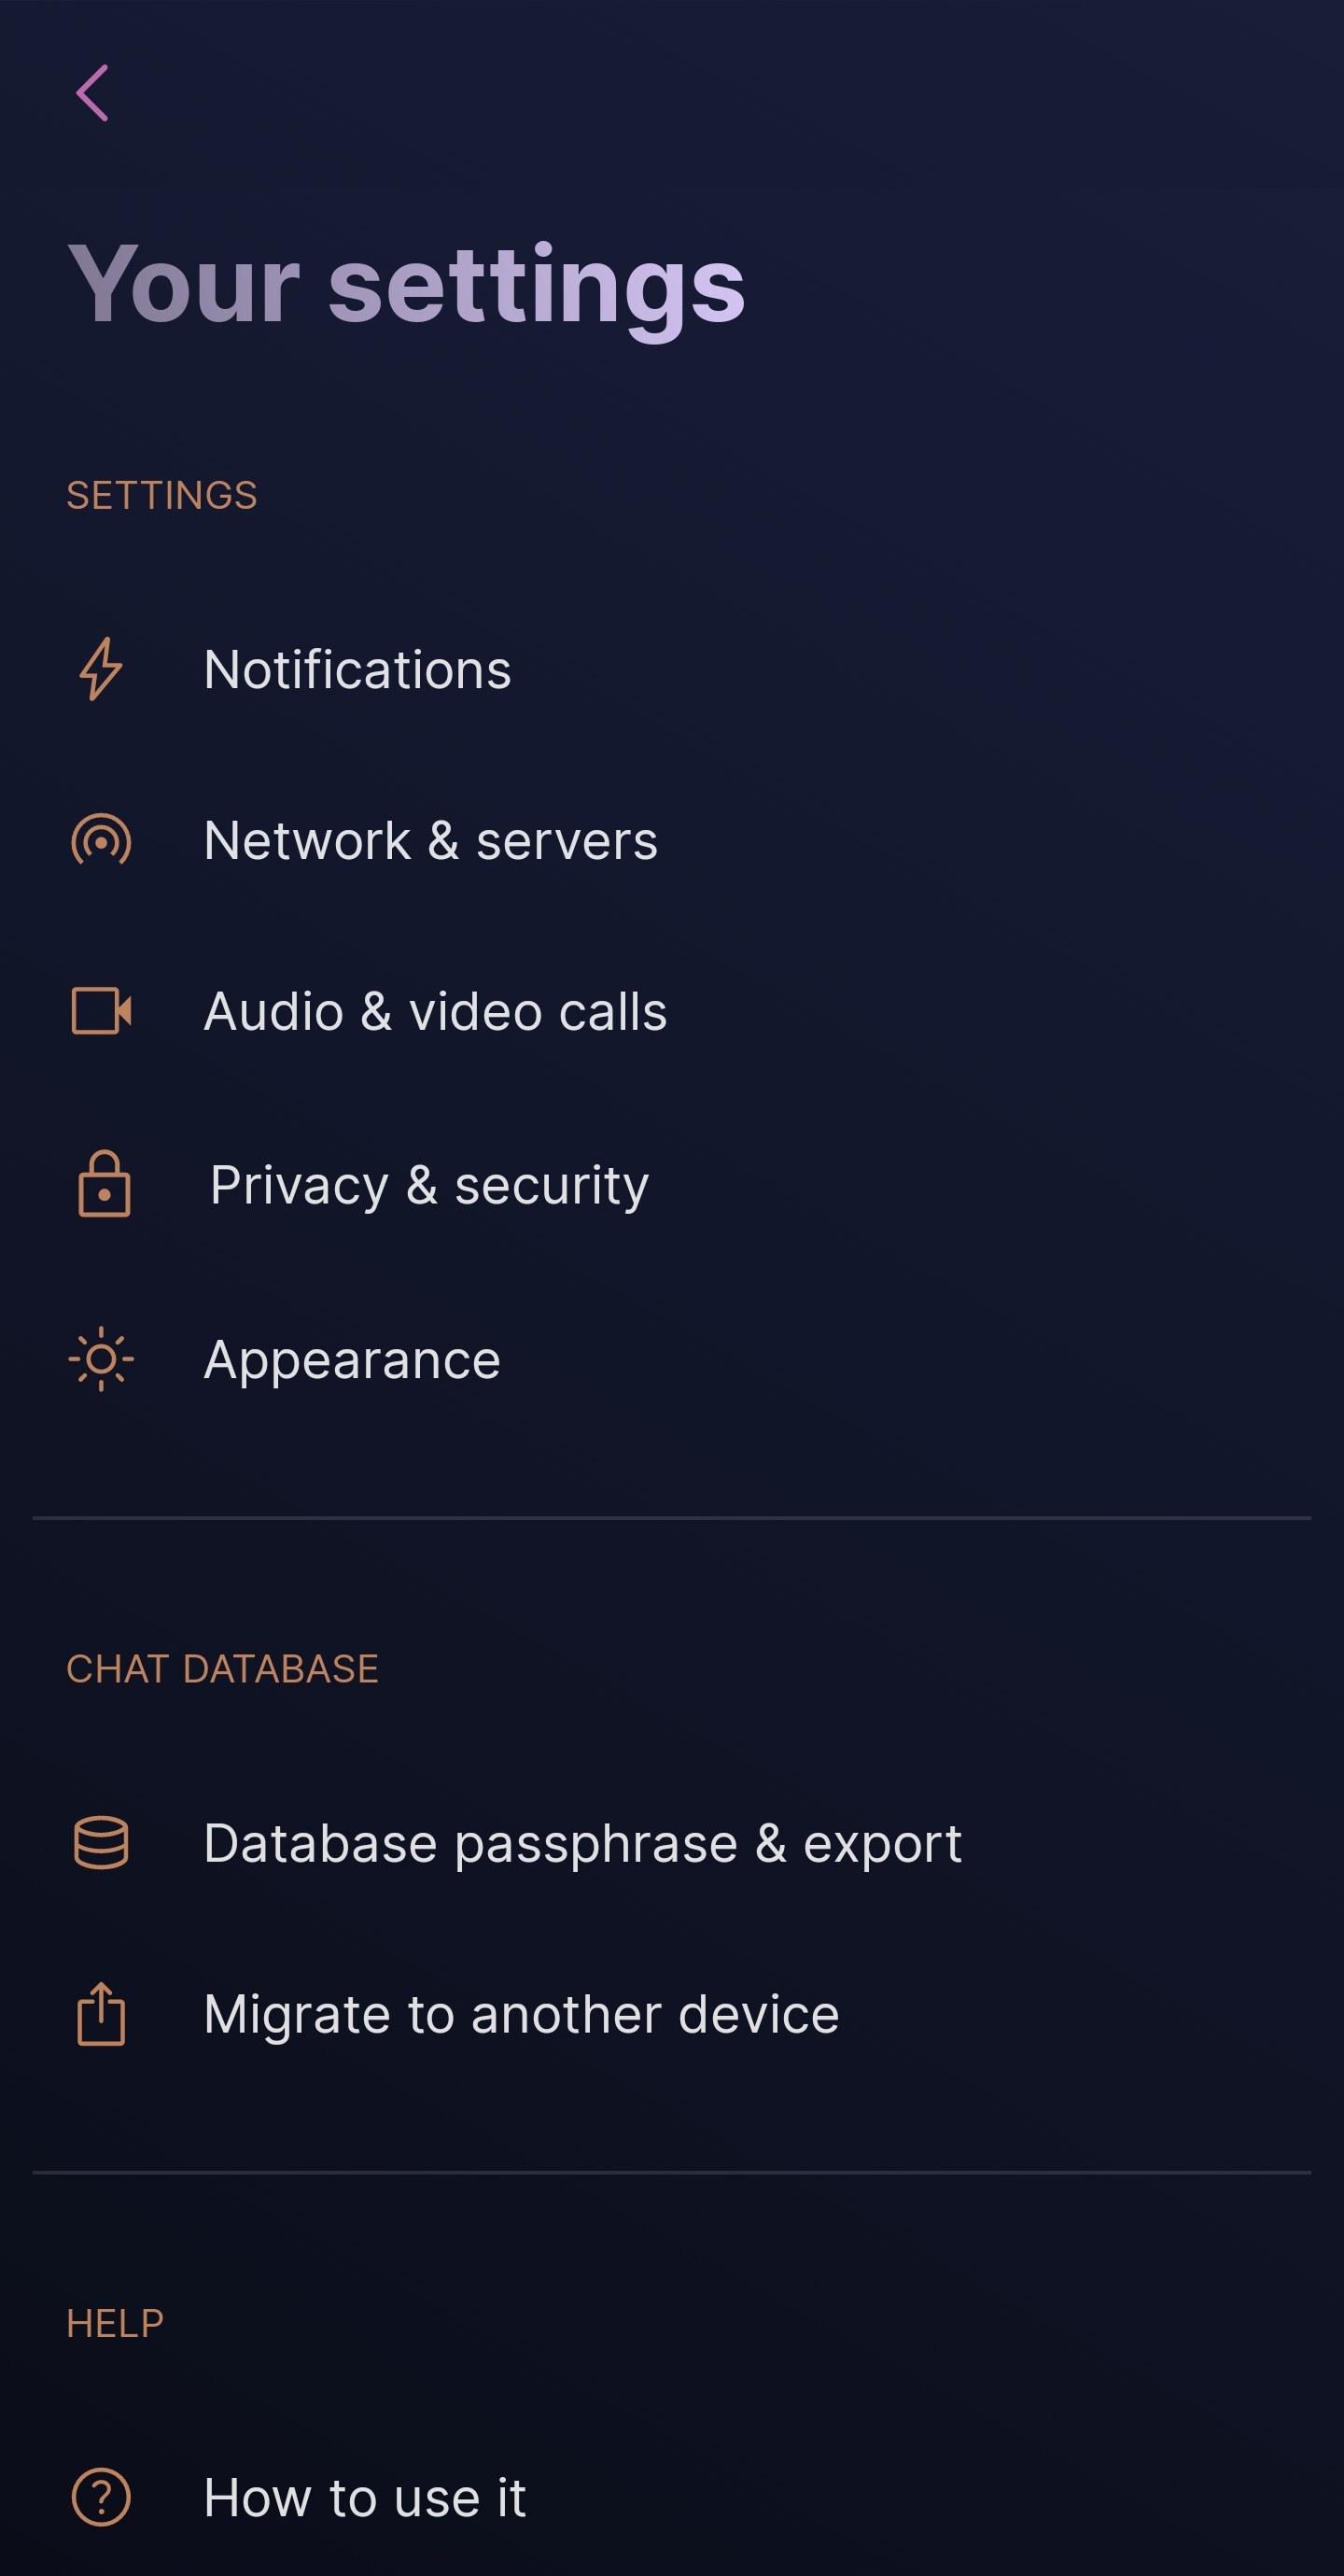 Your settings
SETTINGS
Notifications
Network & servers
Audio & video calls
Privacy & security
Appearance
CHAT DATABASE
Database passphrase & export
Migrate to another device
HELP
How to use it